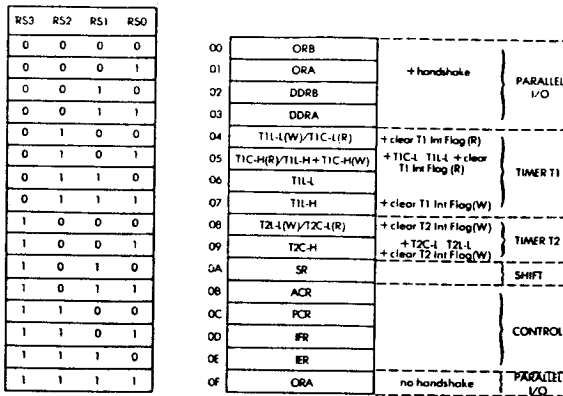 RS3 RS2 RS1 RS0
0 0 0 0
0 0 0 1
0 0 1 0
0 0 1 1
0 1 0 0
0 1 0 1
0 1 1 0
0 1 1 1
1 0 0 0
1 0 0 1
1 0 1 0
1 0 1 1
1 1 0 0
1 1 0 1
1 1 1 0
1 1 1 1
00 ORB
01 ORA + handshake
02 DDRB
03 DDRA
PARALLEL
I/O
04 T1L-L(W)/T1C-L(R) + clear T1 Int Flag (R)
05 T1C-H(R)/T1L-H + T1C-H(W) + T1C-L T1L-L + clear
T1 Int Flag (R)
06 T1L-L
07 T1L-H + clear T1 Int Flag(W)
TIMER T1
08 T2L-L(W)/T2C-L(R) + clear T2 Int Flag(W)
09 T2C-H + T2C-L T2L-L
+ clear T2 Int Flag(W)
TIMER T2
0A SR SHIFT
0B ACR
0C PCR
0D IFR
0E IER
CONTROL
0F ORA no handshake PARALLEL
I/O